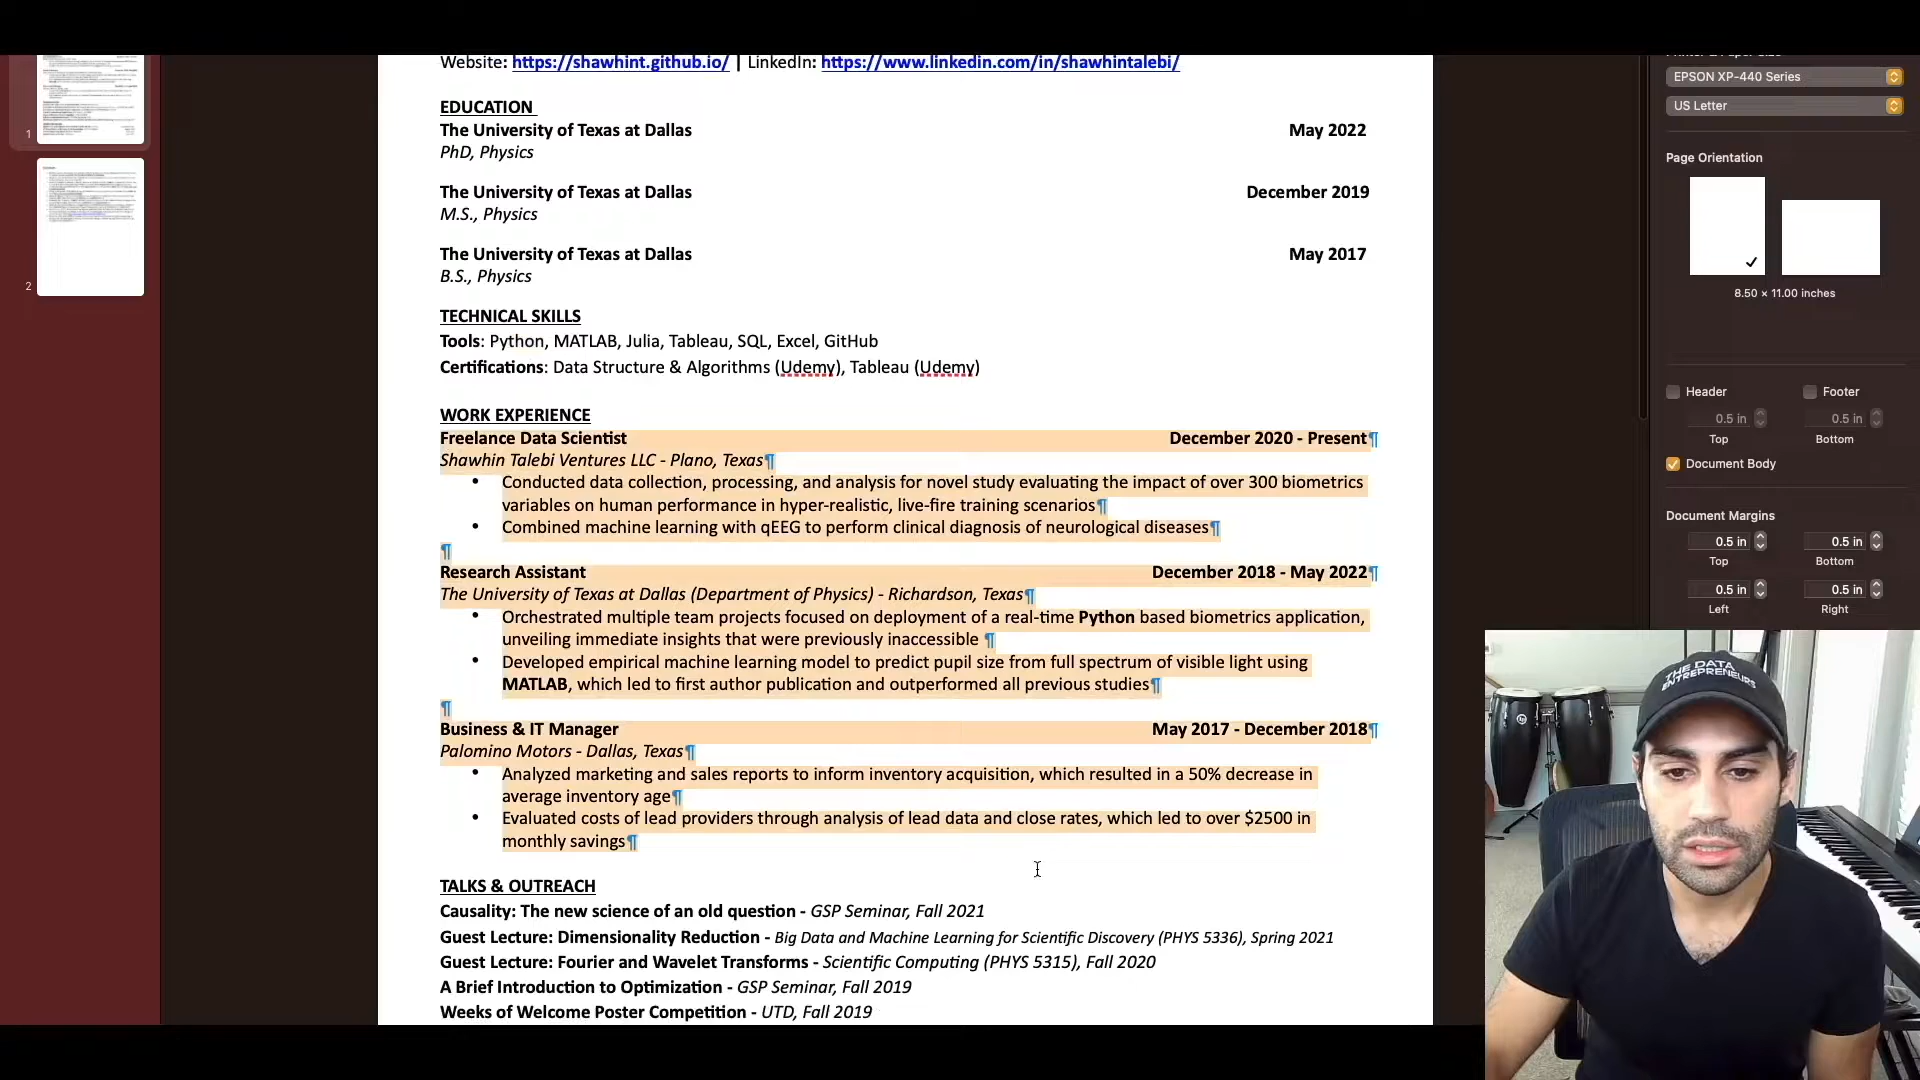 Website: https://shawhint.github.io/ | LinkedIn: https://www.linkedin.com/in/shawhintalebi/
EDUCATION
The University of Texas at Dallas May 2022
PhD, Physics
The University of Texas at Dallas December 2019
M.S., Physics
The University of Texas at Dallas May 2017
B.S., Physics
TECHNICAL SKILLS
Tools: Python, MATLAB, Julia, Tableau, SQL, Excel, GitHub
Certifications: Data Structure & Algorithms (Udemy), Tableau (Udemy)
WORK EXPERIENCE
Freelance Data Scientist December 2020 - Present¶
Shawhin Talebi Ventures LLC - Plano, Texas¶
• Conducted data collection, processing, and analysis for novel study evaluating the impact of over 300 biometrics
variables on human performance in hyper-realistic, live-fire training scenarios¶
• Combined machine learning with qEEG to perform clinical diagnosis of neurological diseases¶
¶
Research Assistant December 2018 - May 2022¶
The University of Texas at Dallas (Department of Physics) - Richardson, Texas¶
• Orchestrated multiple team projects focused on deployment of a real-time Python based biometrics application,
unveiling immediate insights that were previously inaccessible ¶
• Developed empirical machine learning model to predict pupil size from full spectrum of visible light using
MATLAB, which led to first author publication and outperformed all previous studies¶
¶
Business & IT Manager May 2017 - December 2018¶
Palomino Motors - Dallas, Texas¶
• Analyzed marketing and sales reports to inform inventory acquisition, which resulted in a 50% decrease in
average inventory age¶
• Evaluated costs of lead providers through analysis of lead data and close rates, which led to over $2500 in
monthly savings¶
TALKS & OUTREACH
Causality: The new science of an old question - GSP Seminar, Fall 2021
Guest Lecture: Dimensionality Reduction - Big Data and Machine Learning for Scientific Discovery (PHYS 5336), Spring 2021
Guest Lecture: Fourier and Wavelet Transforms - Scientific Computing (PHYS 5315), Fall 2020
A Brief Introduction to Optimization - GSP Seminar, Fall 2019
Weeks of Welcome Poster Competition - UTD, Fall 2019
1
2
EPSON XP-440 Series
US Letter
Page Orientation
8.50 × 11.00 inches
Header Footer
0.5 in 0.5 in
Top Bottom
Document Body
Document Margins
0.5 in 0.5 in
Top Bottom
0.5 in 0.5 in
Left Right
THE DATA
ENTREPRENEURS